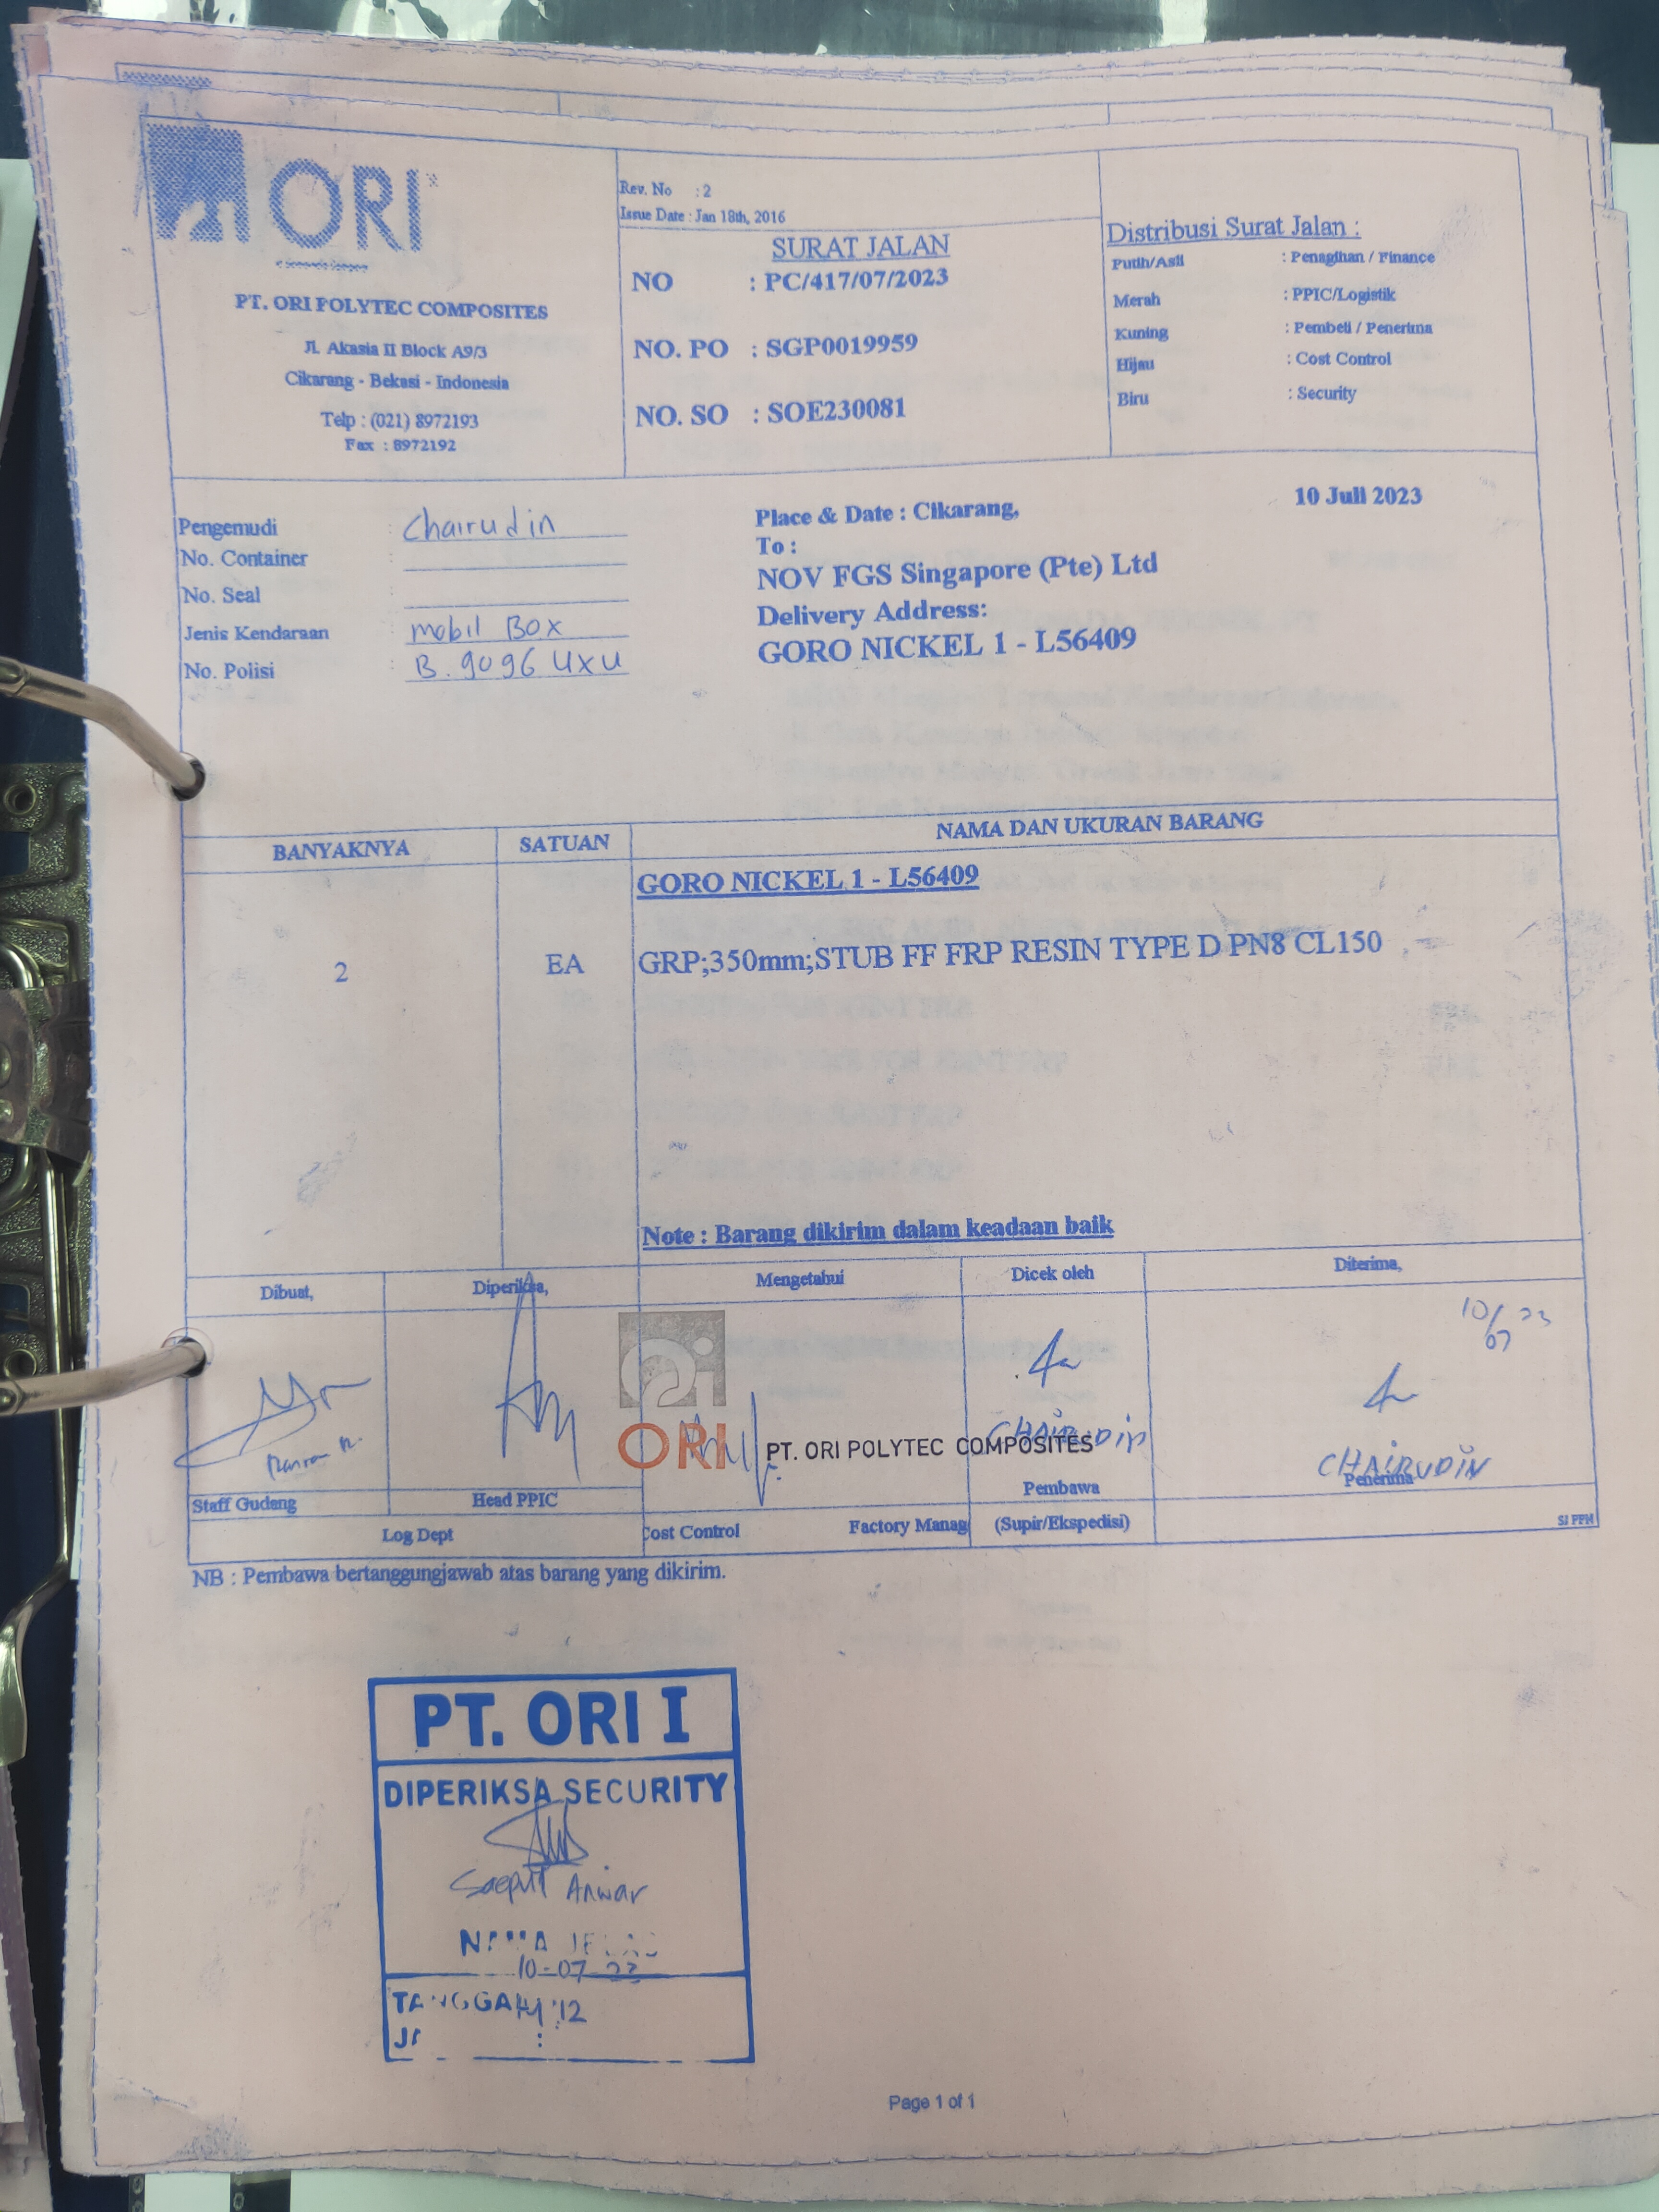 ORI
PT. ORI POLYTEC COMPOSITES
Jl. Akasia II Block A9/3
Cikarang - Bekasi - Indonesia
Telp : (021) 8972193
Fax : 8972192
Rev. No : 2
Issue Date : Jan 18th, 2016
SURAT JALAN
NO : PC/417/07/2023
NO. PO : SGP0019959
NO. SO : SOE230081
Distribusi Surat Jalan :
Putih/Asli : Penagihan / Finance
Merah : PPIC/Logistik
Kuning : Pembeli / Penerima
Hijau : Cost Control
Biru : Security
Pengemudi : Chairudin
No. Container
No. Seal
Jenis Kendaraan mobil Box
No. Polisi : B. 9096 UXU
Place & Date : Cikarang, 10 Juli 2023
To :
NOV FGS Singapore (Pte) Ltd
Delivery Address:
GORO NICKEL 1 - L56409
BANYAKNYA SATUAN NAMA DAN UKURAN BARANG
GORO NICKEL 1 - L56409
2 EA GRP;350mm;STUB FF FRP RESIN TYPE D PN8 CL150
Note : Barang dikirim dalam keadaan baik
Dibuat, Diperiksa, Mengetahui Dicek oleh Diterima,
10/07 23
ORI PT. ORI POLYTEC COMPOSITES
CHAIRUDIN
CHAIRUDIN
Staff Gudang Head PPIC Pembawa Penerima
Log Dept Cost Control Factory Manag (Supir/Ekspedisi) SJ PPN
NB : Pembawa bertanggungjawab atas barang yang dikirim.
PT. ORI I
DIPERIKSA SECURITY
Saepul Anwar
NAMA JELAS
10-07-23
TANGGAL
Page 1 of 1